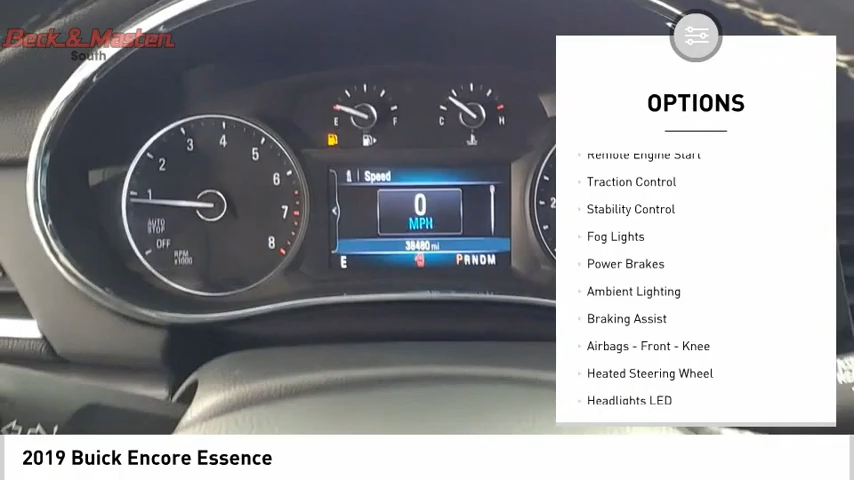 Beck & Masten
South
OPTIONS
Remote Engine Start
Traction Control
Stability Control
Fog Lights
Power Brakes
Ambient Lighting
Braking Assist
Airbags - Front - Knee
Heated Steering Wheel
Headlights LED
E F
C H
1 2 3 4 5 6 7 8
AUTO
STOP
OFF
RPM
x1000
Speed
0
MPH
38480 mi
E PRNDM
2
2019 Buick Encore Essence